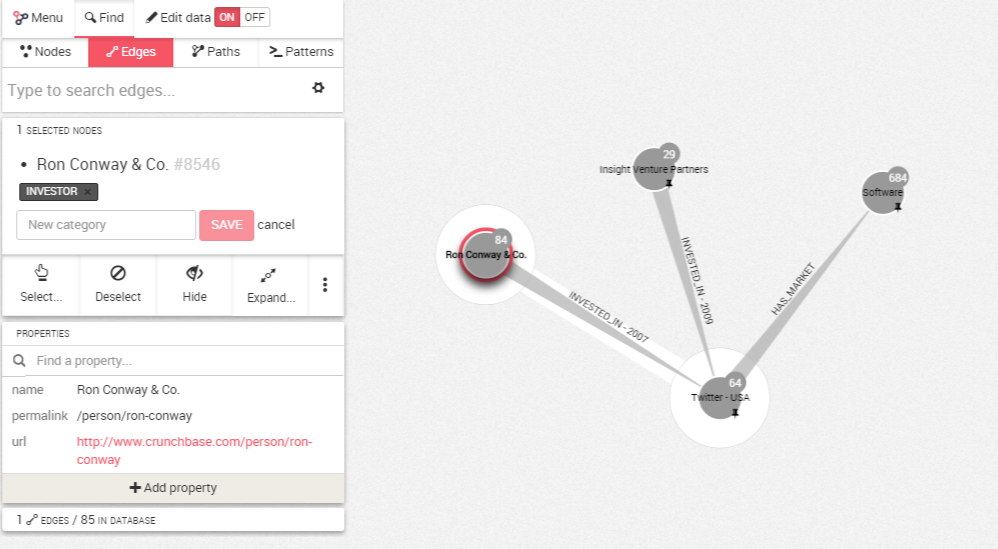 Menu Find Edit data ON OFF
Nodes Edges Paths Patterns
Type to search edges...
1 SELECTED NODES
• Ron Conway & Co. #8546
INVESTOR ×
New category SAVE cancel
Select... Deselect Hide Expand...
PROPERTIES
Find a property...
name Ron Conway & Co.
permalink /person/ron-conway
url http://www.crunchbase.com/person/ron-
conway
+ Add property
1 EDGES / 85 IN DATABASE
29
Insight Venture Partners
684
Software
84
Ron Conway & Co.
INVESTED_IN - 2007
INVESTED_IN - 2009
HAS_MARKET
64
Twitter - USA